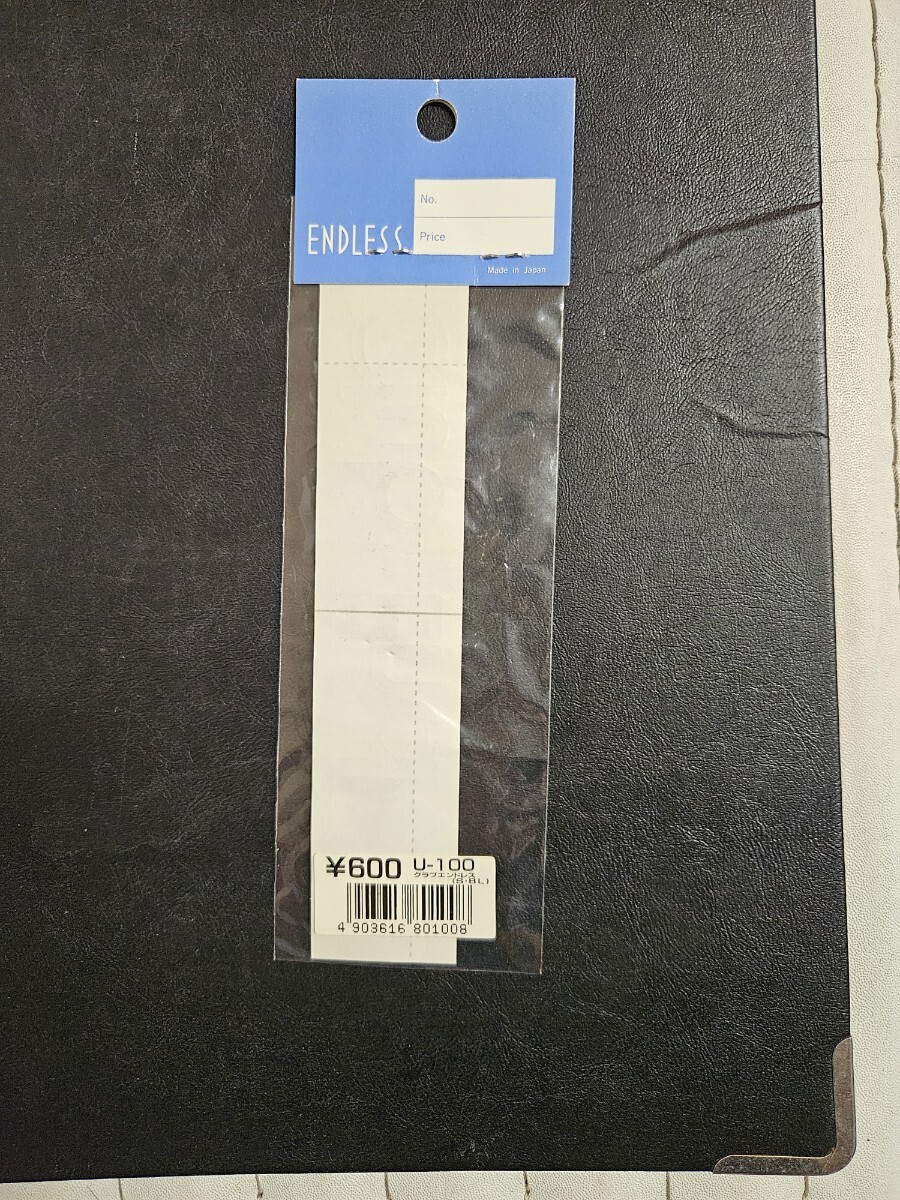 No.
ENDLESS.
Price
Made in Japan
¥600 U-100
クラブエンドレス
(S・BL)
4 903616 801008